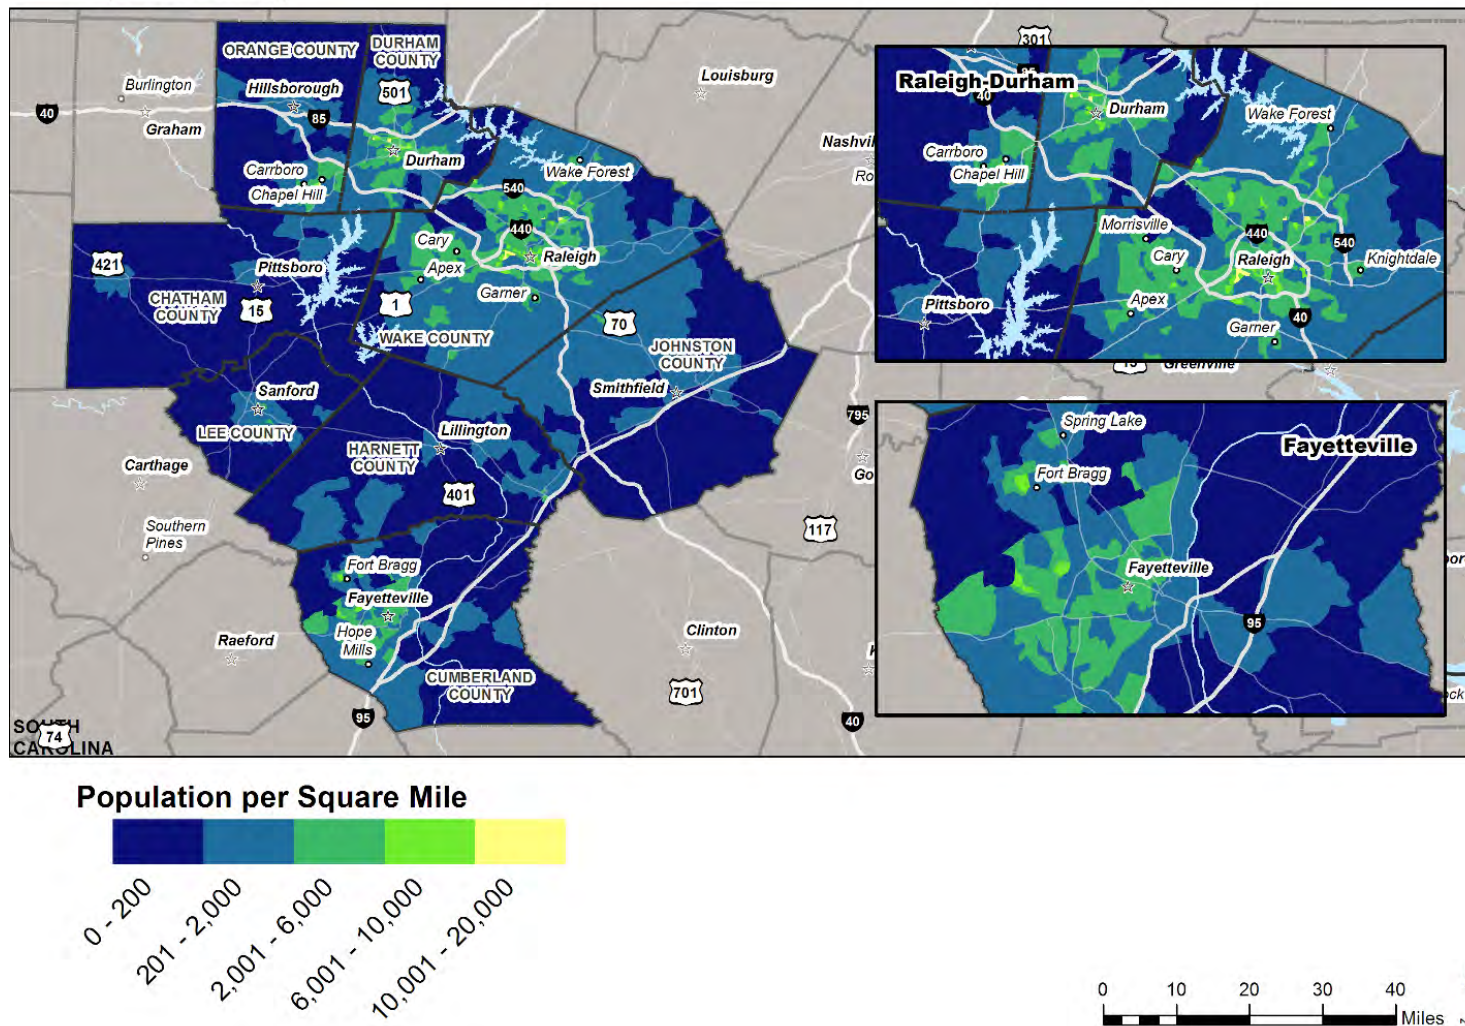 ORANGE COUNTY
DURHAM
COUNTY
301
Burlington
Hillsborough
501
Louisburg
40
Graham
85
Durham
Carrboro
Chapel Hill
Wake Forest
540
440
Cary
Raleigh
421
Pittsboro
Apex
CHATHAM
COUNTY
15
1
Garner
WAKE COUNTY
70
JOHNSTON
COUNTY
Smithfield
Sanford
LEE COUNTY
Lillington
HARNETT
COUNTY
Carthage
401
795
Southern
Pines
117
Fort Bragg
Fayetteville
Hope
Mills
Raeford
Clinton
CUMBERLAND
COUNTY
701
95
40
SOUTH
CAROLINA
74
Greenville
Raleigh-Durham
40
Durham
Wake Forest
Carrboro
Chapel Hill
Morrisville
440
540
Cary
Raleigh
Knightdale
Pittsboro
Apex
40
Garner
Spring Lake
Fayetteville
Fort Bragg
Fayetteville
95
Population per Square Mile
0 - 200
201 - 2,000
2,001 - 6,000
6,001 - 10,000
10,001 - 20,000
0 10 20 30 40
Miles